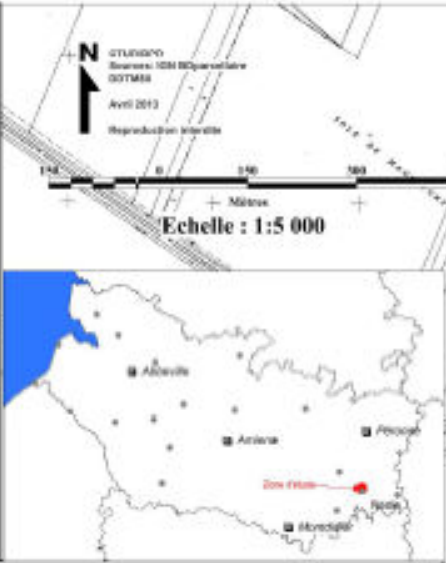 N
Sources: IGN BDparcellaire
DDTM80
Avril 2013
Reproduction interdite
150 0 150 300
Mètres
Echelle : 1:5 000
Abbeville
Amiens
Péronne
Zone d'étude
Montdidier